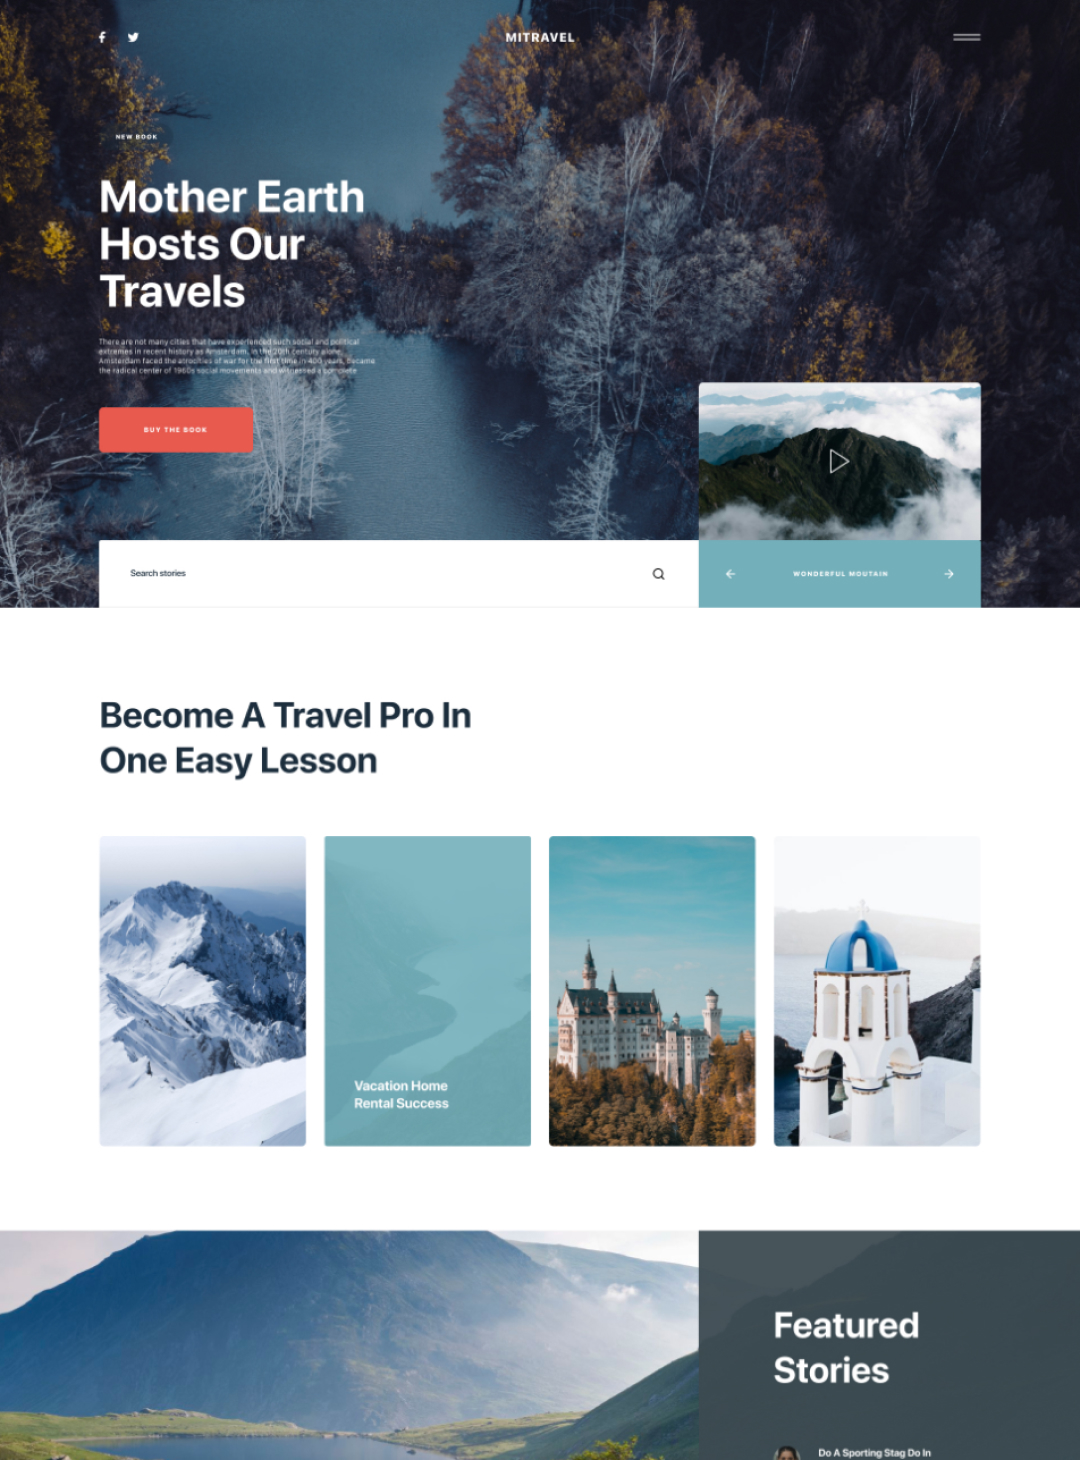 MITRAVEL
NEW BOOK
Mother Earth
Hosts Our
Travels
There are not many cities that have experienced such social and political
extremes in recent history as Amsterdam. In the 20th century alone,
Amsterdam faced the atrocities of war for the first time in 400 years, became
the radical center of 1960s social movements and witnessed a complete
BUY THE BOOK
Search stories
WONDERFUL MOUTAIN
Become A Travel Pro In
One Easy Lesson
Vacation Home
Rental Success
Featured
Stories
Do A Sporting Stag Do In